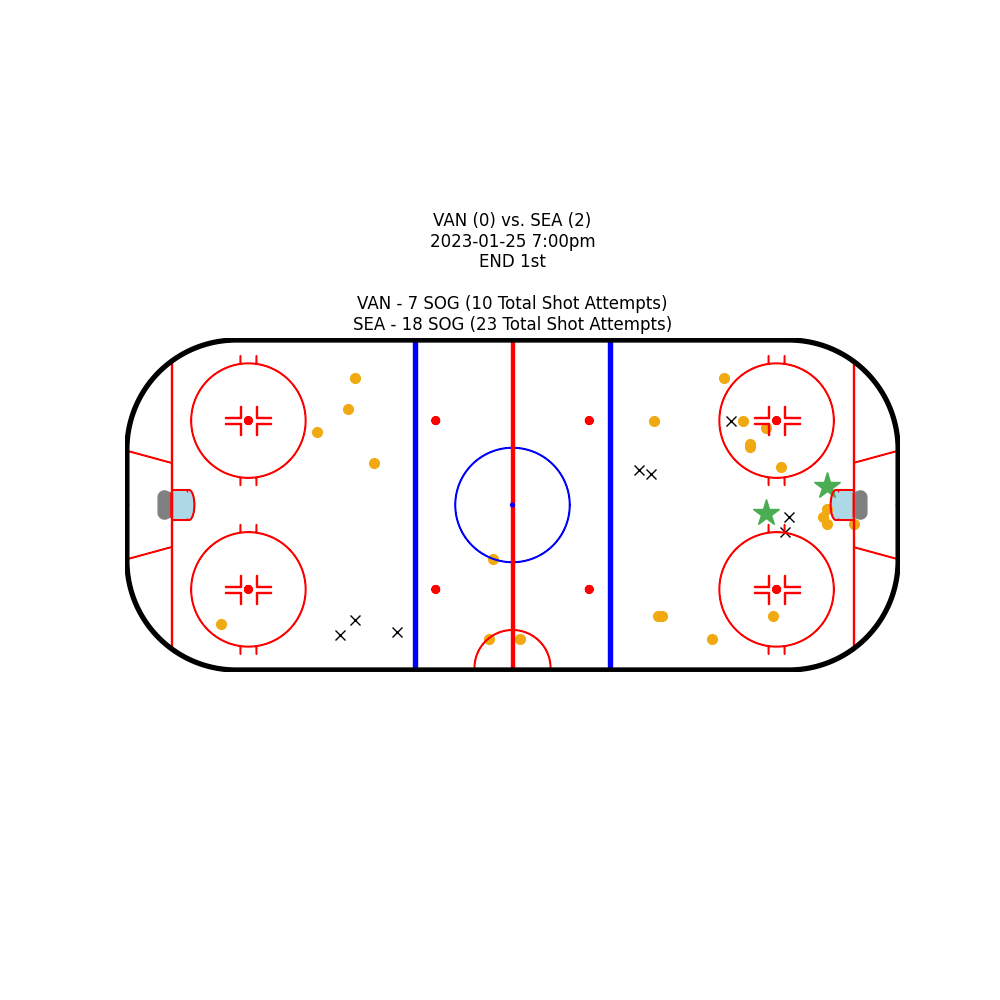 VAN (0) vs. SEA (2)
2023-01-25 7:00pm
END 1st
VAN - 7 SOG (10 Total Shot Attempts)
SEA - 18 SOG (23 Total Shot Attempts)